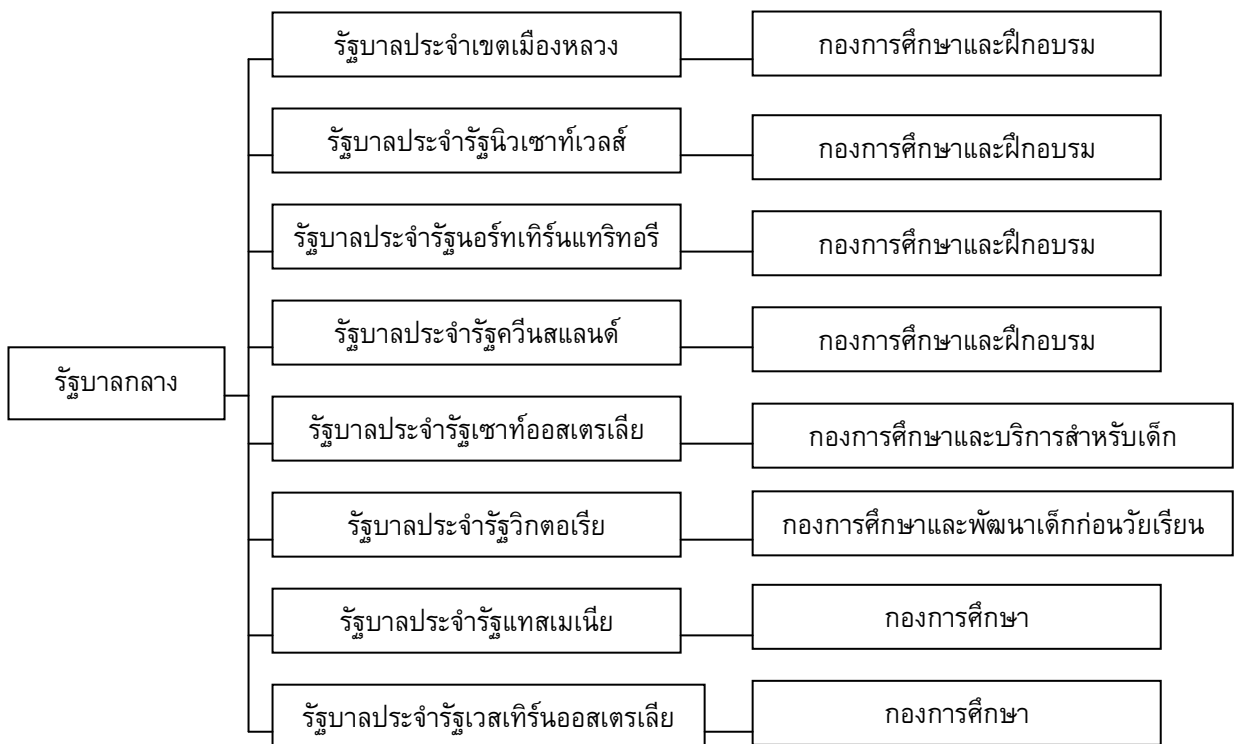 รัฐบาลประจำเขตเมืองหลวง
กองการศึกษาและฝึกอบรม
รัฐบาลประจำรัฐนิวเซาท์เวลส์
กองการศึกษาและฝึกอบรม
รัฐบาลประจำรัฐนอร์ทเทิร์นแทริทอรี
กองการศึกษาและฝึกอบรม
รัฐบาลประจำรัฐควีนสแลนด์
กองการศึกษาและฝึกอบรม
รัฐบาลกลาง
รัฐบาลประจำรัฐเซาท์ออสเตรเลีย
กองการศึกษาและบริการสำหรับเด็ก
รัฐบาลประจำรัฐวิกตอเรีย
กองการศึกษาและพัฒนาเด็กก่อนวัยเรียน
รัฐบาลประจำรัฐแทสเมเนีย
กองการศึกษา
รัฐบาลประจำรัฐเวสเทิร์นออสเตรเลีย
กองการศึกษา